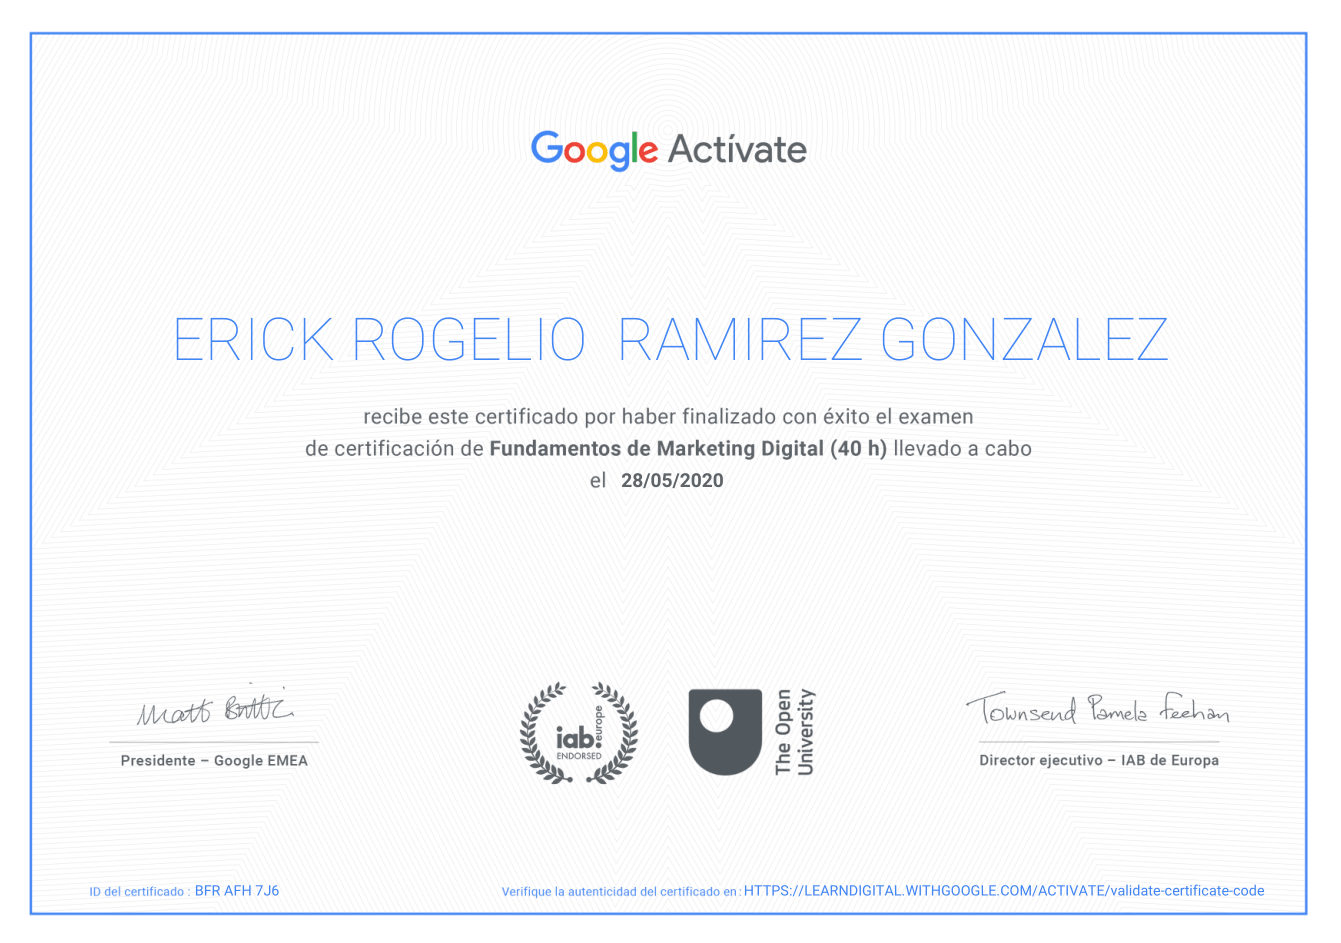 Google Actívate
ERICK ROGELIO RAMIREZ GONZALEZ
recibe este certificado por haber finalizado con éxito el examen
de certificación de Fundamentos de Marketing Digital (40 h) llevado a cabo
el 28/05/2020
Matt Brittin
Presidente – Google EMEA
iab.europe
ENDORSED
The Open
University
Townsend Pamela Feehan
Director ejecutivo – IAB de Europa
ID del certificado : BFR AFH 7J6
Verifique la autenticidad del certificado en : HTTPS://LEARNDIGITAL.WITHGOOGLE.COM/ACTIVATE/validate-certificate-code